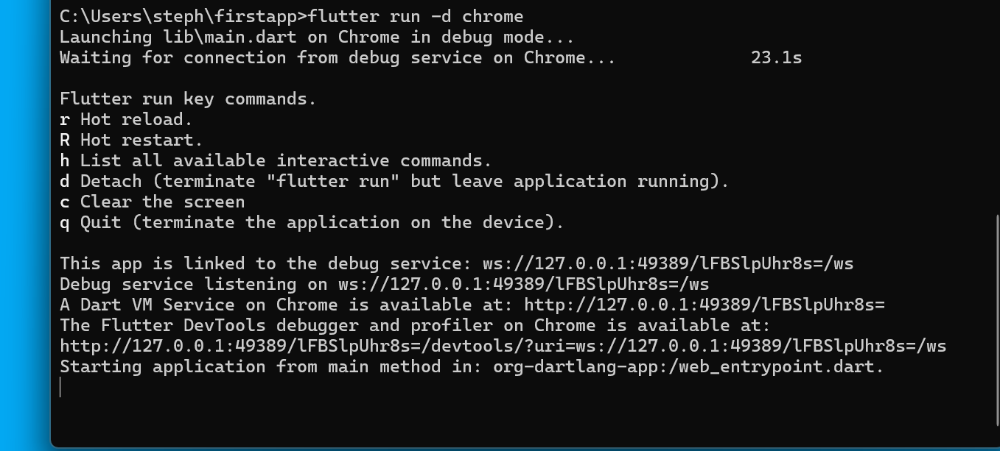 C:\Users\steph\firstapp>flutter run -d chrome
Launching lib\main.dart on Chrome in debug mode...
Waiting for connection from debug service on Chrome...             23.1s
Flutter run key commands.
r Hot reload.
R Hot restart.
h List all available interactive commands.
d Detach (terminate "flutter run" but leave application running).
c Clear the screen
q Quit (terminate the application on the device).
This app is linked to the debug service: ws://127.0.0.1:49389/lFBSlpUhr8s=/ws
Debug service listening on ws://127.0.0.1:49389/lFBSlpUhr8s=/ws
A Dart VM Service on Chrome is available at: http://127.0.0.1:49389/lFBSlpUhr8s=
The Flutter DevTools debugger and profiler on Chrome is available at:
http://127.0.0.1:49389/lFBSlpUhr8s=/devtools/?uri=ws://127.0.0.1:49389/lFBSlpUhr8s=/ws
Starting application from main method in: org-dartlang-app:/web_entrypoint.dart.